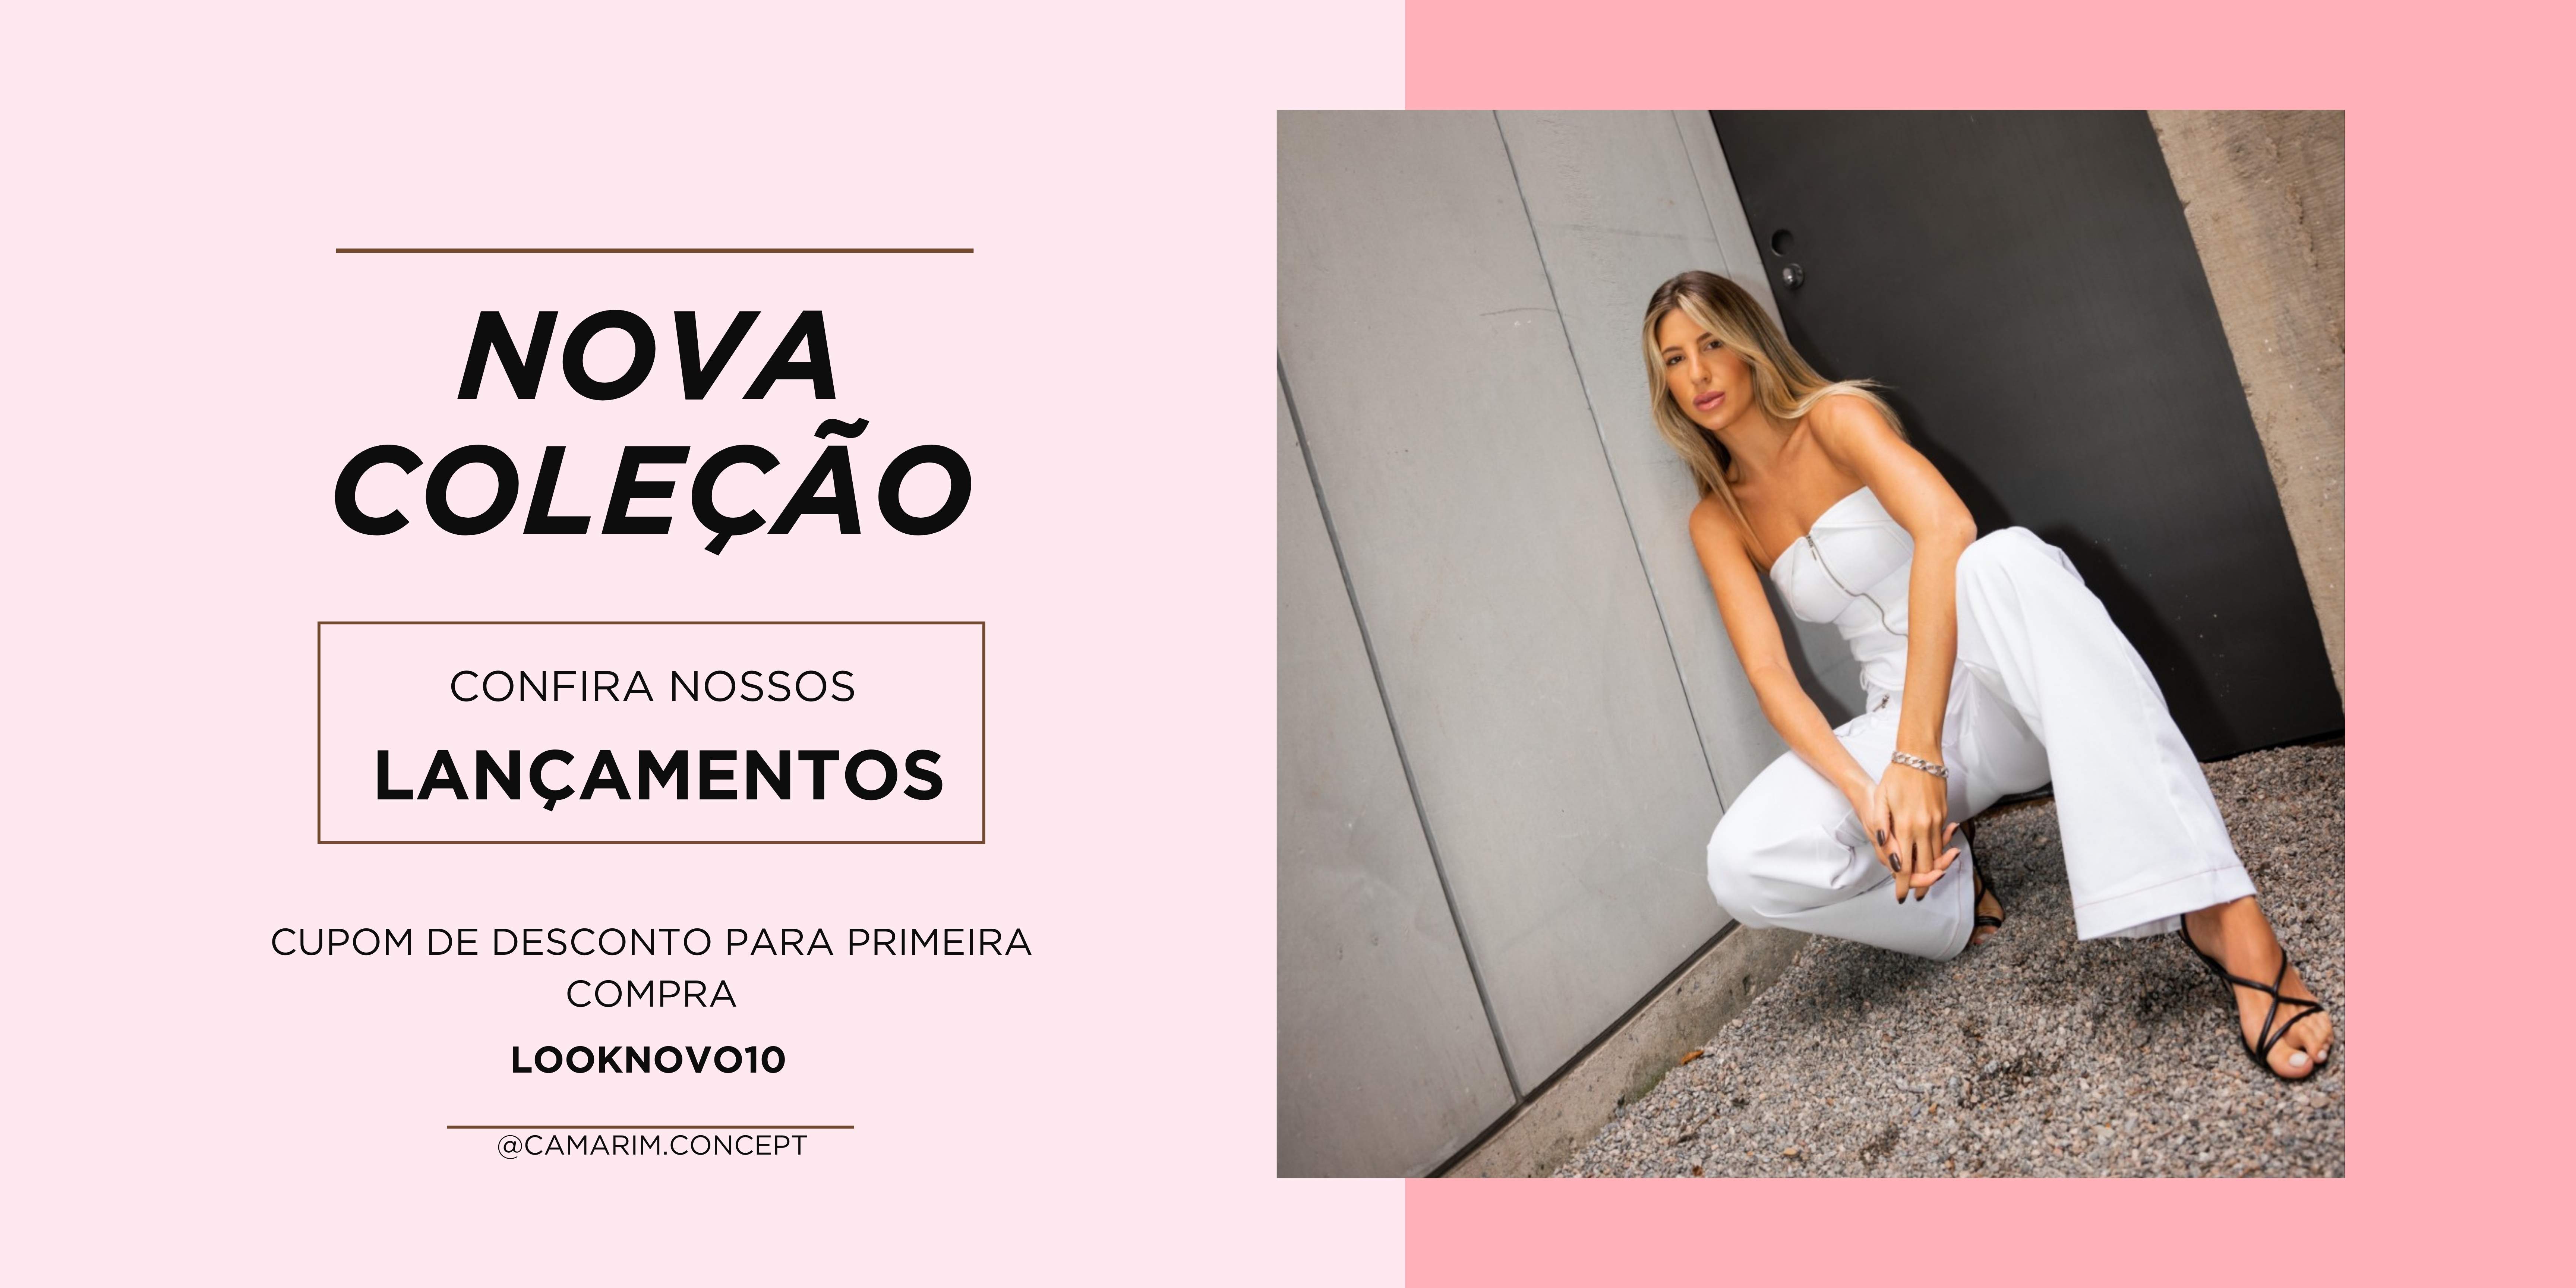 NOVA
COLEÇÃO
CONFIRA NOSSOS
LANÇAMENTOS
CUPOM DE DESCONTO PARA PRIMEIRA
COMPRA
LOOKNOVO10
@CAMARIM.CONCEPT